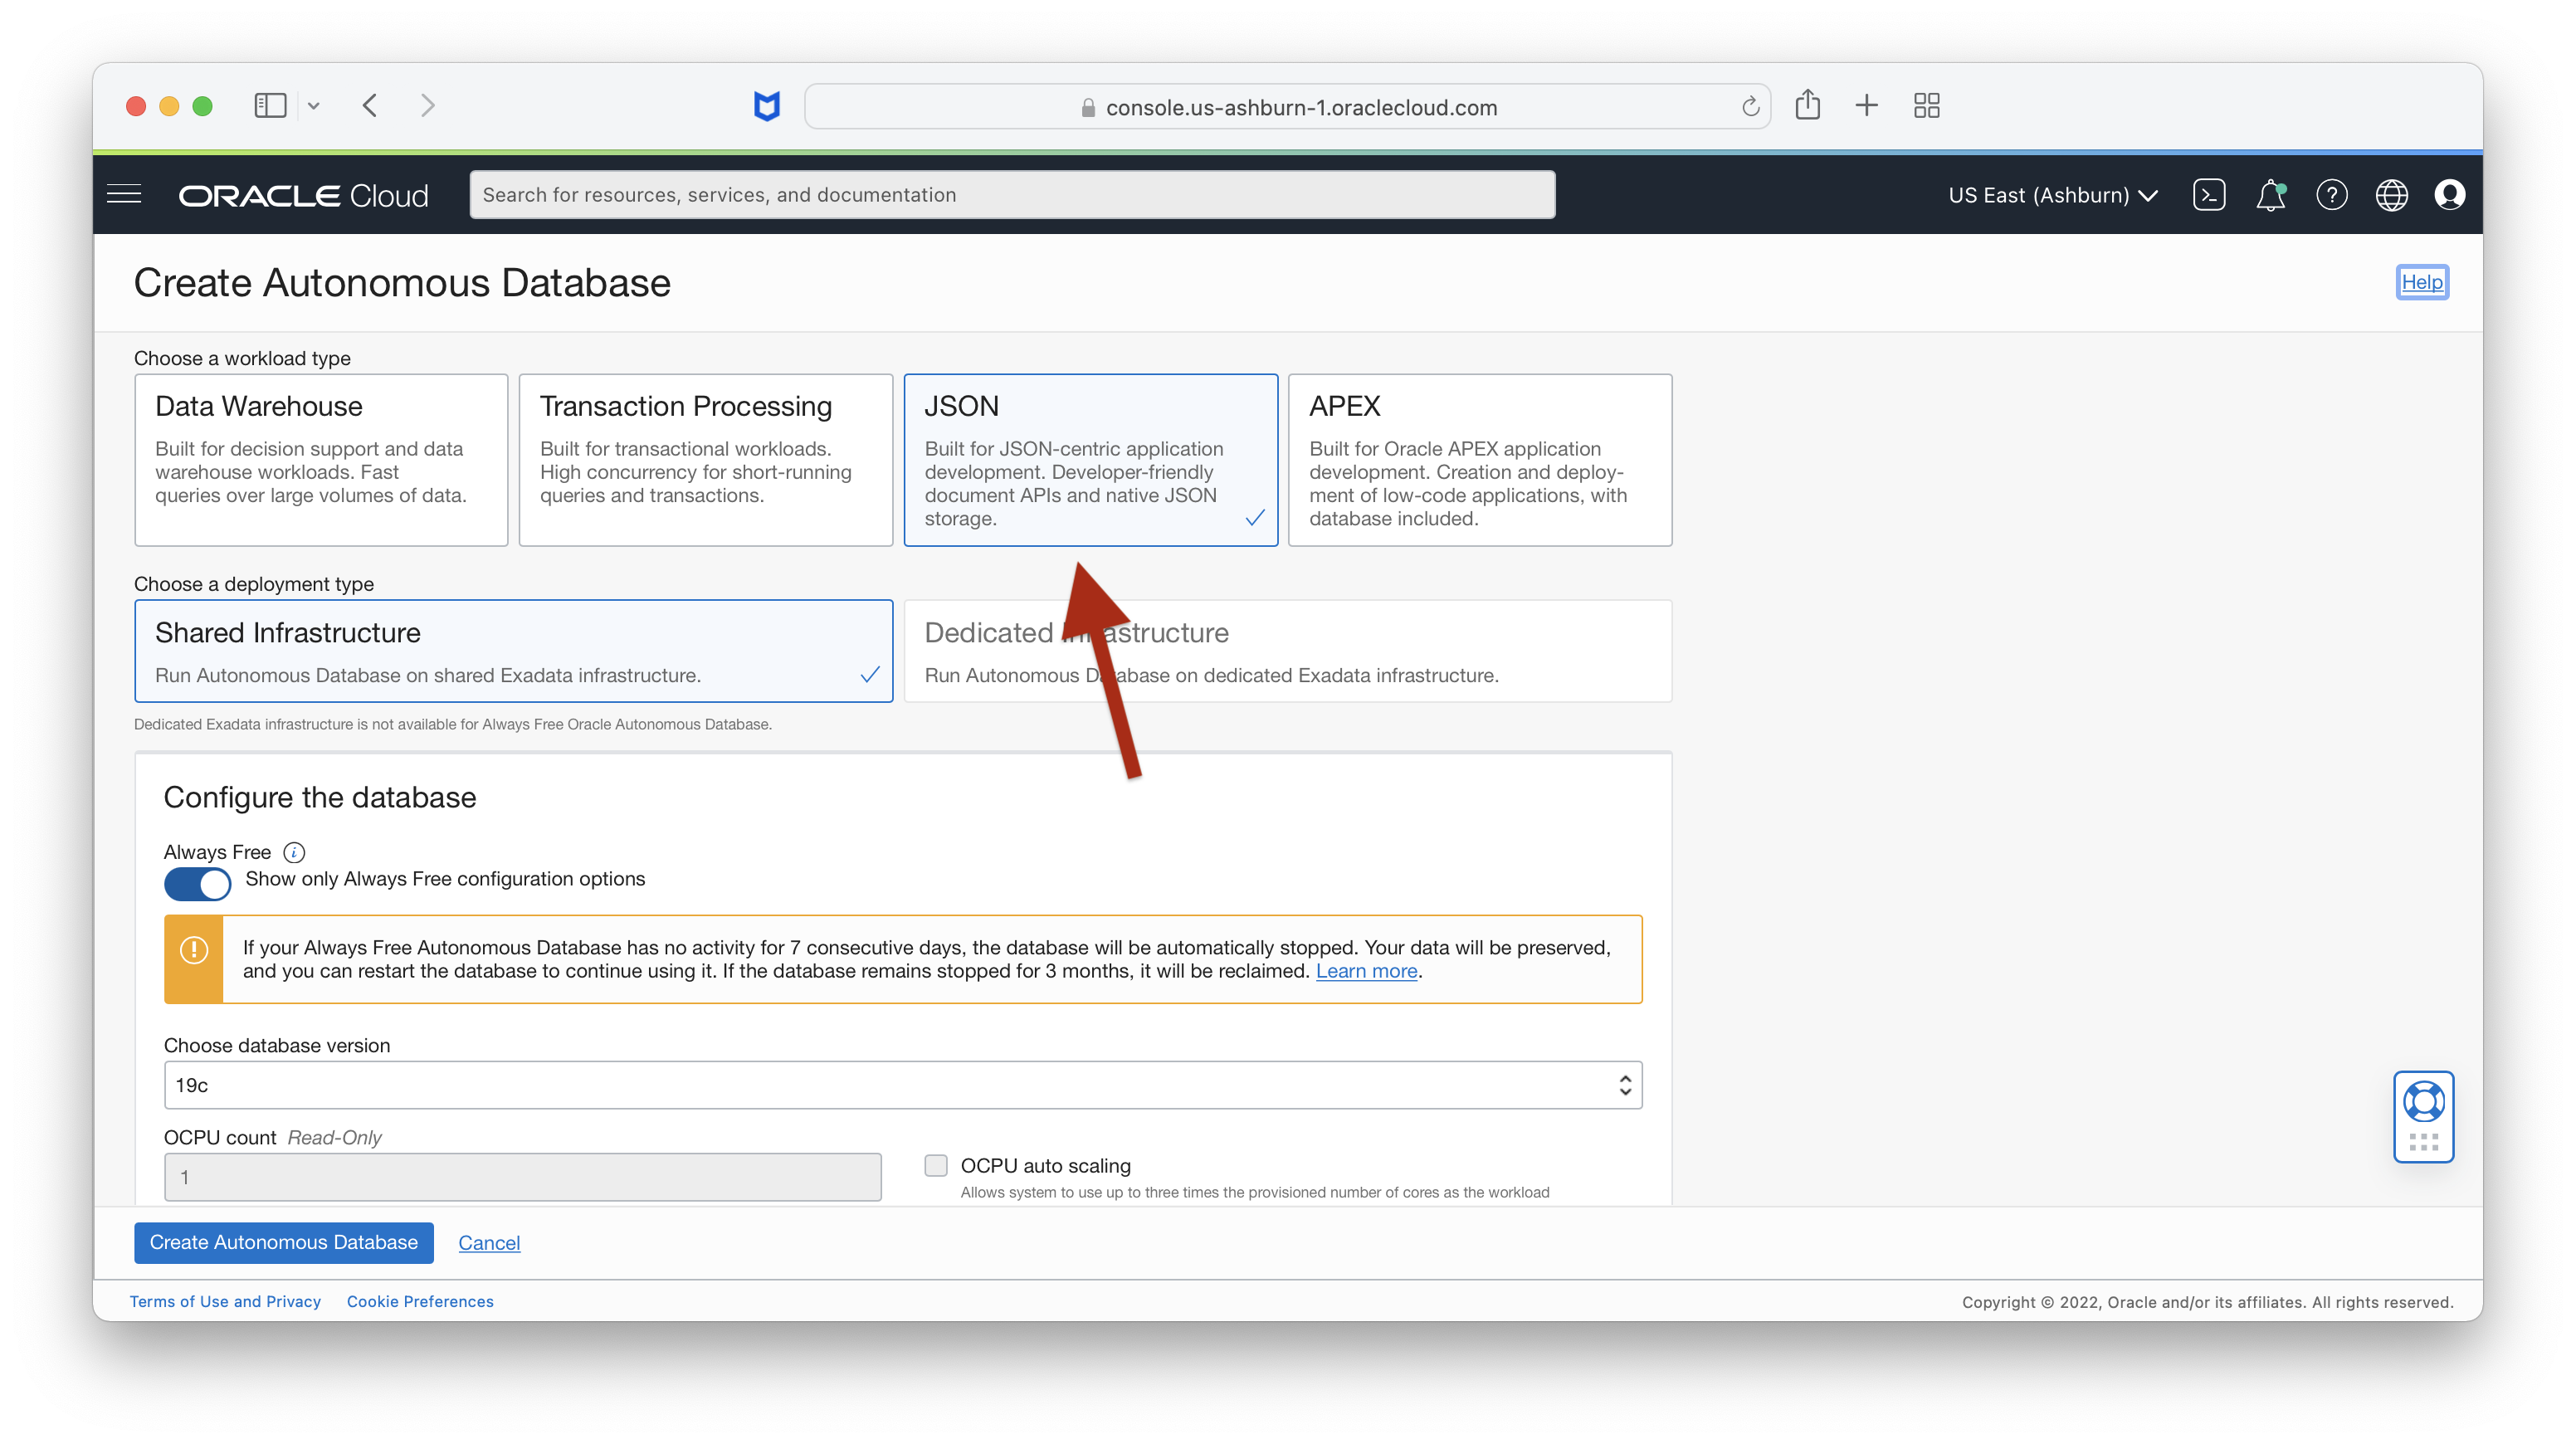 console.us-ashburn-1.oraclecloud.com
ORACLE Cloud
Search for resources, services, and documentation
US East (Ashburn)
Create Autonomous Database
Help
Choose a workload type
Data Warehouse
Built for decision support and data
warehouse workloads. Fast
queries over large volumes of data.
Transaction Processing
Built for transactional workloads.
High concurrency for short-running
queries and transactions.
JSON
Built for JSON-centric application
development. Developer-friendly
document APIs and native JSON
storage.
APEX
Built for Oracle APEX application
development. Creation and deploy-
ment of low-code applications, with
database included.
Choose a deployment type
Shared Infrastructure
Run Autonomous Database on shared Exadata infrastructure.
Dedicated Infrastructure
Run Autonomous Database on dedicated Exadata infrastructure.
Dedicated Exadata infrastructure is not available for Always Free Oracle Autonomous Database.
Configure the database
Always Free
Show only Always Free configuration options
If your Always Free Autonomous Database has no activity for 7 consecutive days, the database will be automatically stopped. Your data will be preserved,
and you can restart the database to continue using it. If the database remains stopped for 3 months, it will be reclaimed. Learn more.
Choose database version
19c
OCPU count Read-Only
1
OCPU auto scaling
Allows system to use up to three times the provisioned number of cores as the workload
Create Autonomous Database
Cancel
Terms of Use and Privacy
Cookie Preferences
Copyright © 2022, Oracle and/or its affiliates. All rights reserved.